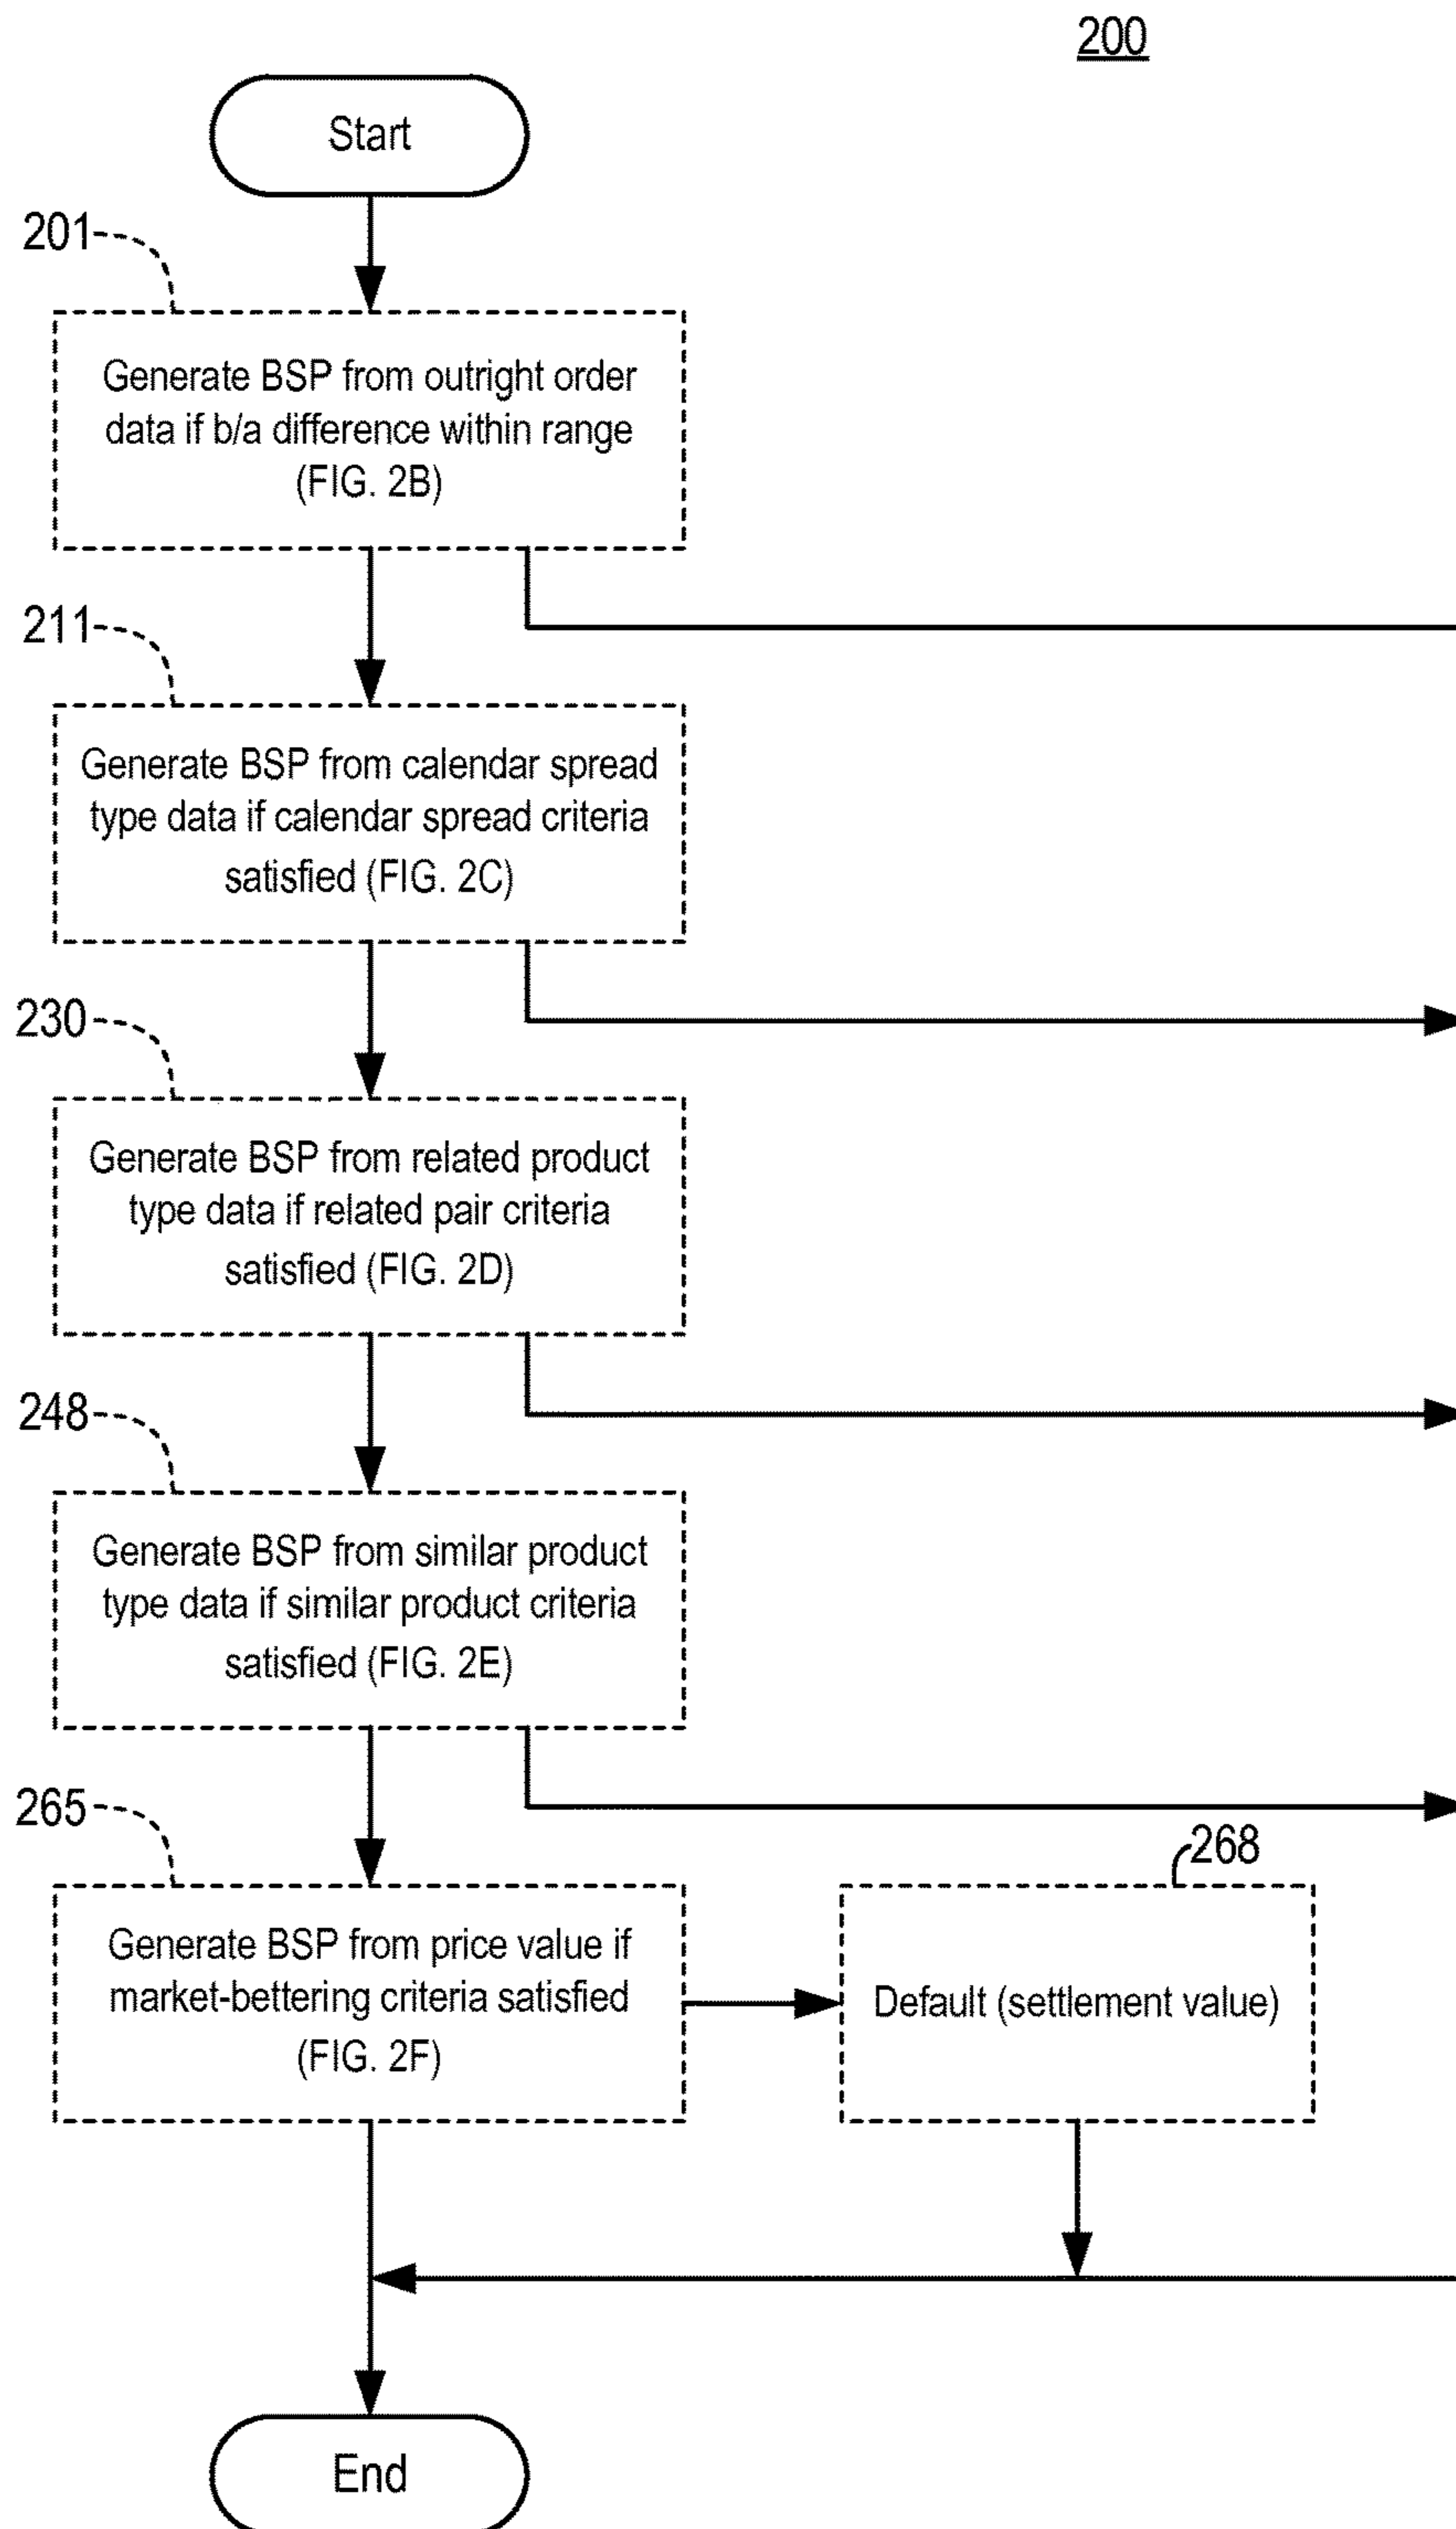 200
Start
201
Generate BSP from outright order
data if b/a difference within range
(FIG. 2B)
211
Generate BSP from calendar spread
type data if calendar spread criteria
satisfied (FIG. 2C)
230
Generate BSP from related product
type data if related pair criteria
satisfied (FIG. 2D)
248
Generate BSP from similar product
type data if similar product criteria
satisfied (FIG. 2E)
265
268
Generate BSP from price value if
market-bettering criteria satisfied
(FIG. 2F)
Default (settlement value)
End